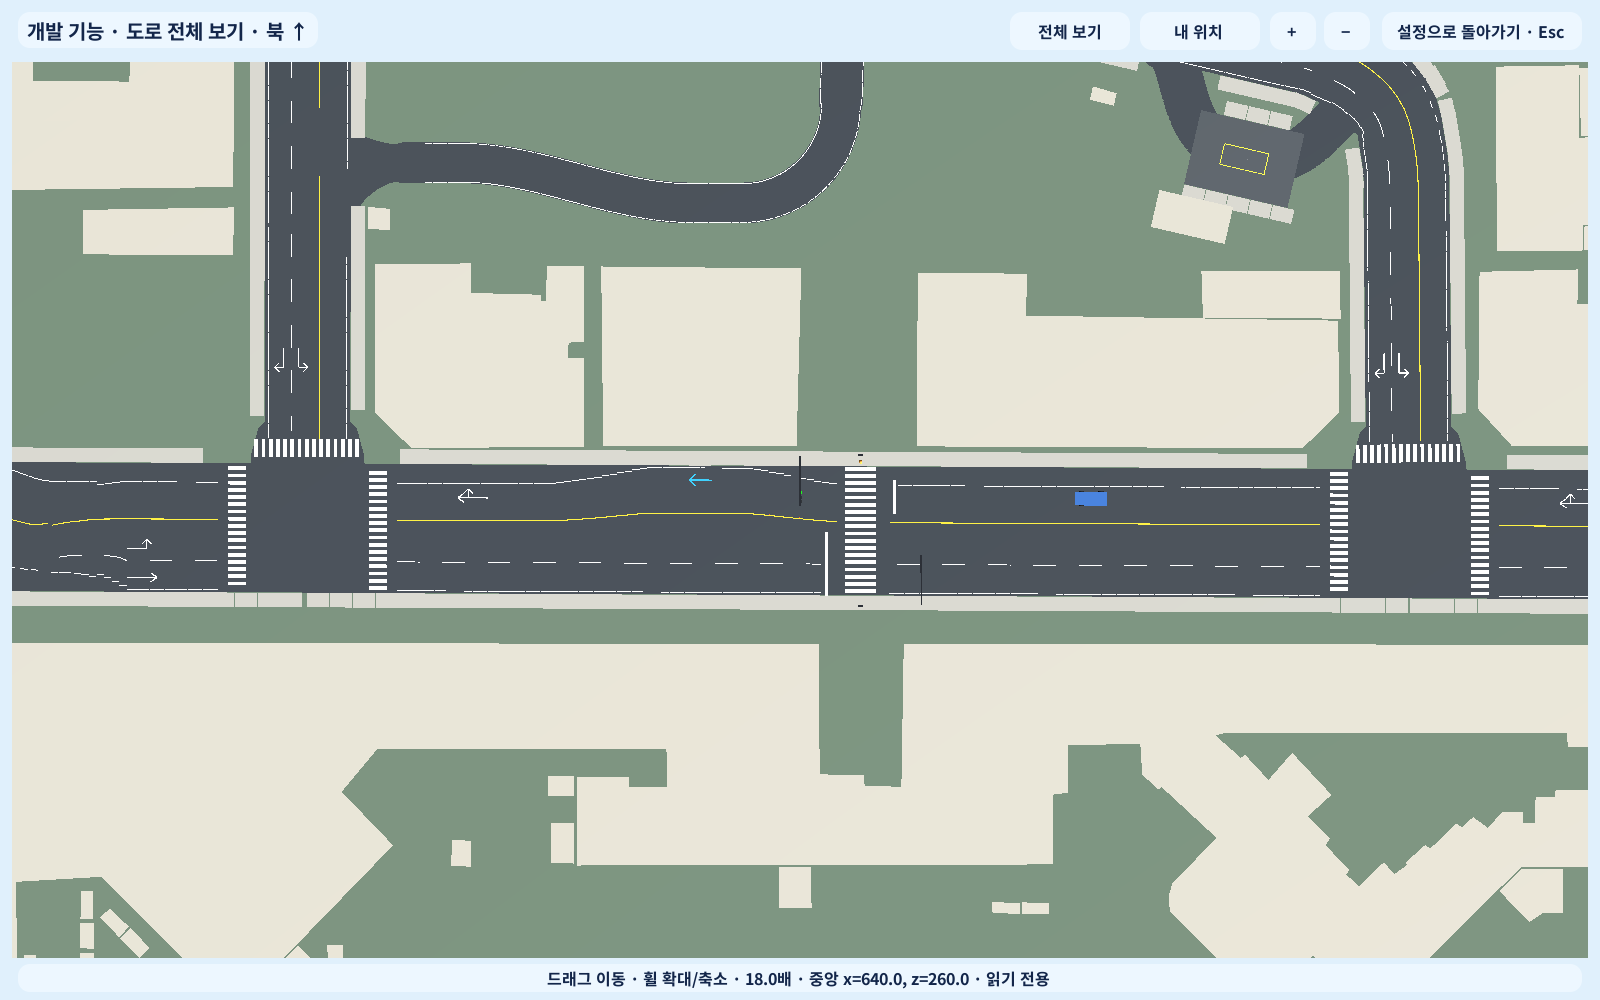 개발 기능 · 도로 전체 보기 · 북 ↑
전체 보기
내 위치
+
−
설정으로 돌아가기 · Esc
드래그 이동 · 휠 확대/축소 · 18.0배 · 중앙 x=640.0, z=260.0 · 읽기 전용